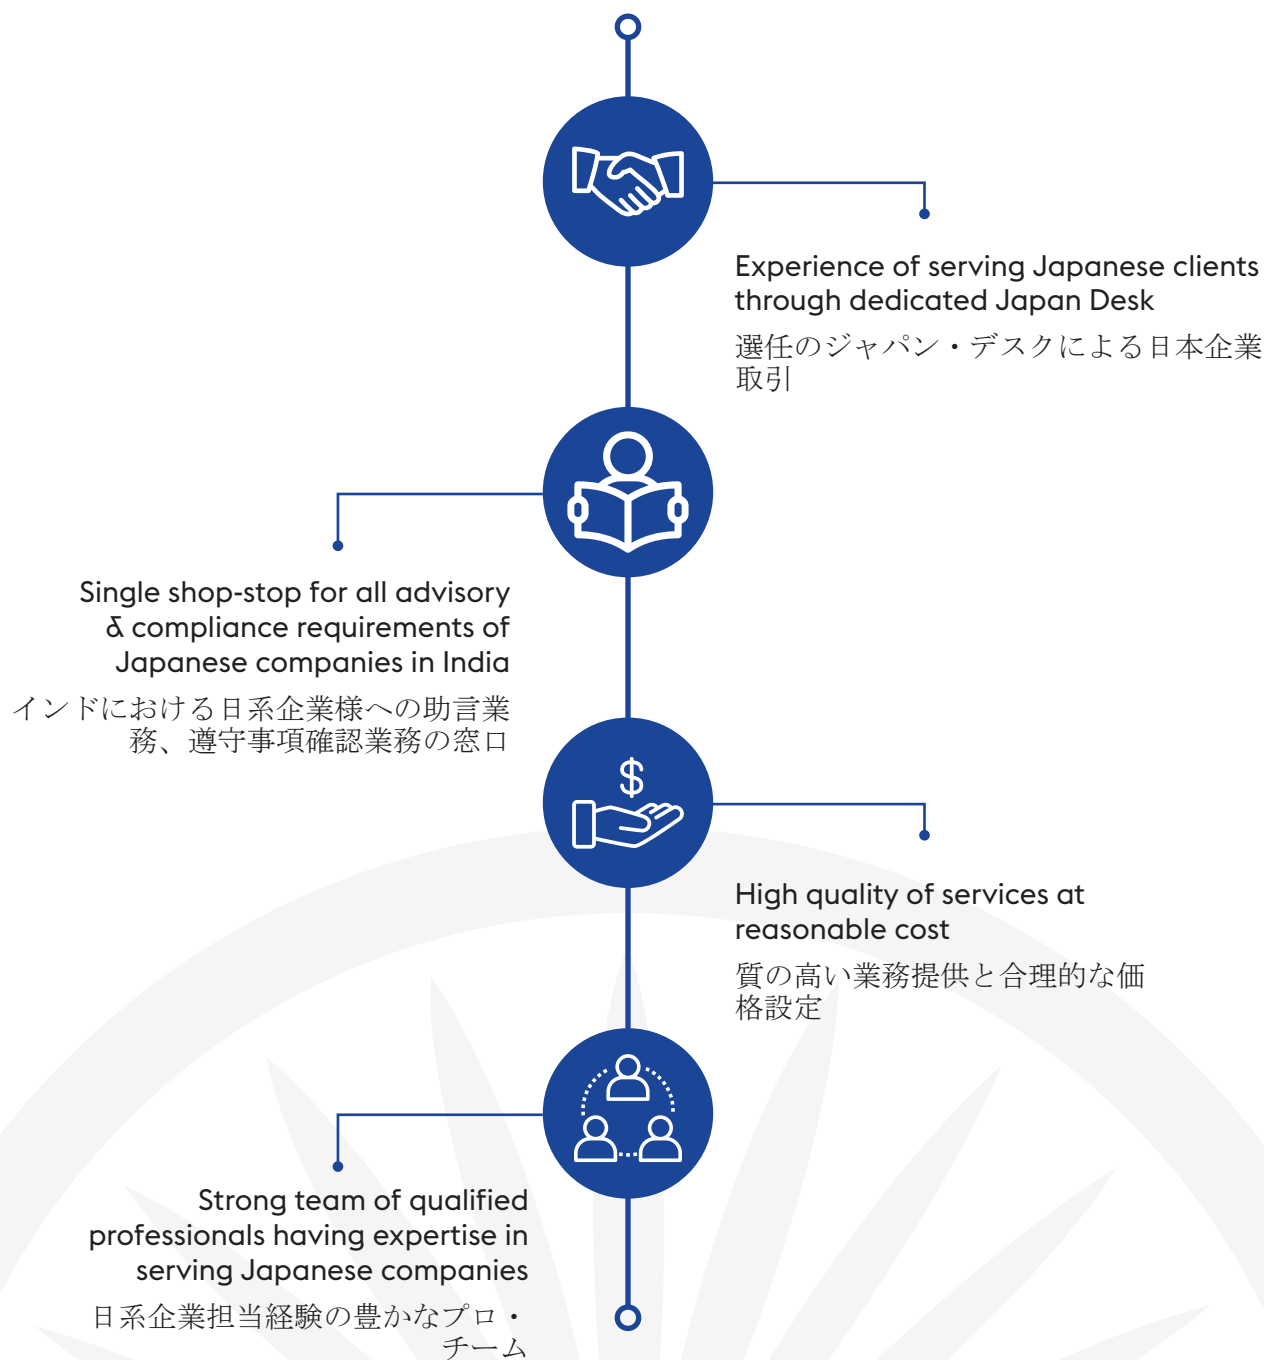 Experience of serving Japanese clients
through dedicated Japan Desk
選任のジャパン・デスクによる日本企業
取引
Single shop-stop for all advisory
& compliance requirements of
Japanese companies in India
インドにおける日系企業様への助言業
務、遵守事項確認業務の窓口
$
High quality of services at
reasonable cost
質の高い業務提供と合理的な価
格設定
Strong team of qualified
professionals having expertise in
serving Japanese companies
日系企業担当経験の豊かなプロ・
チーム